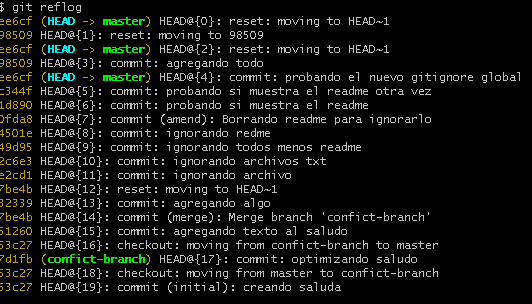 $ git reflog
ee6cf (HEAD -> master) HEAD@{0}: reset: moving to HEAD~1
98509 HEAD@{1}: reset: moving to 98509
ee6cf (HEAD -> master) HEAD@{2}: reset: moving to HEAD~1
98509 HEAD@{3}: commit: agregando todo
ee6cf (HEAD -> master) HEAD@{4}: commit: probando el nuevo gitignore global
c344f HEAD@{5}: commit: probando si muestra el readme otra vez
1d890 HEAD@{6}: commit: probando si muestra el readme
0fda8 HEAD@{7}: commit (amend): Borrando readme para ignorarlo
4501e HEAD@{8}: commit: ignorando redme
49d95 HEAD@{9}: commit: ignorando todos menos readme
2c6e3 HEAD@{10}: commit: ignorando archivos txt
e2cd1 HEAD@{11}: commit: ignorando archivo
7be4b HEAD@{12}: reset: moving to HEAD~1
32339 HEAD@{13}: commit: agregando algo
7be4b HEAD@{14}: commit (merge): Merge branch 'confict-branch'
51260 HEAD@{15}: commit: agregando texto al saludo
53c27 HEAD@{16}: checkout: moving from confict-branch to master
7d1fb (confict-branch) HEAD@{17}: commit: optimizando saludo
53c27 HEAD@{18}: checkout: moving from master to confict-branch
53c27 HEAD@{19}: commit (initial): creando saluda